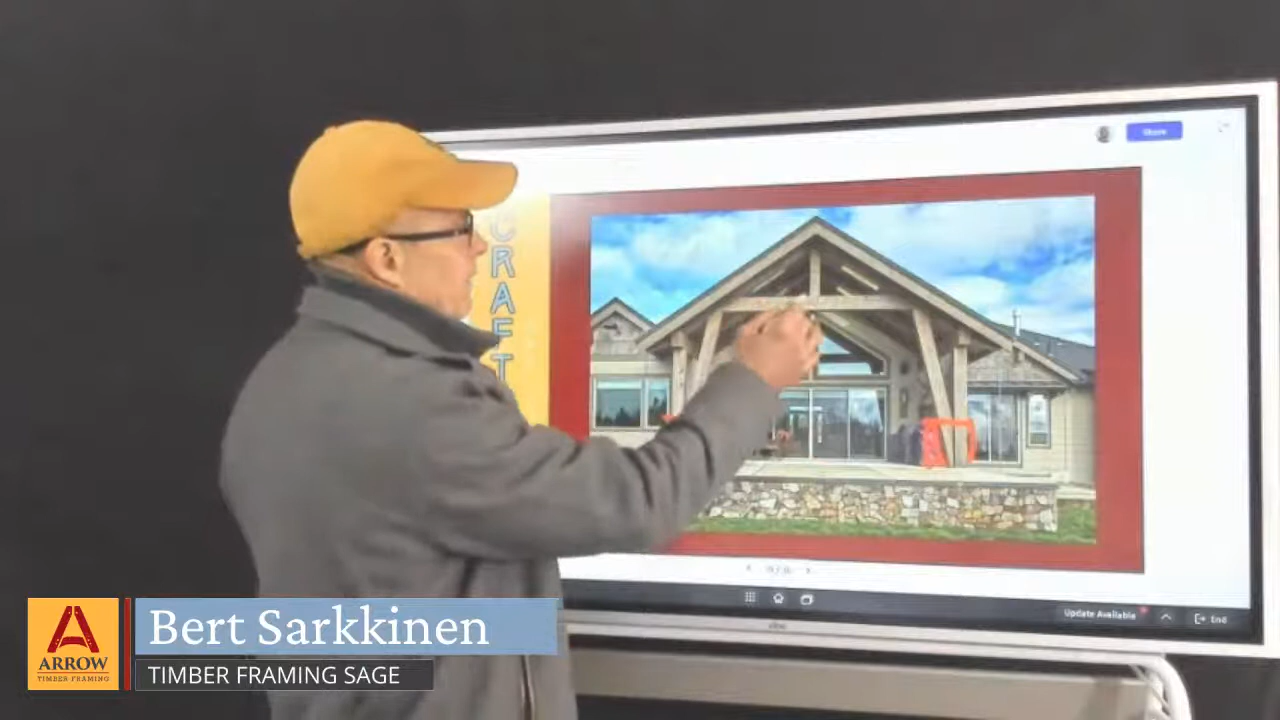 Share
CRAFT
Update Available
End
Bert Sarkkinen
TIMBER FRAMING SAGE
ARROW
TIMBER FRAMING